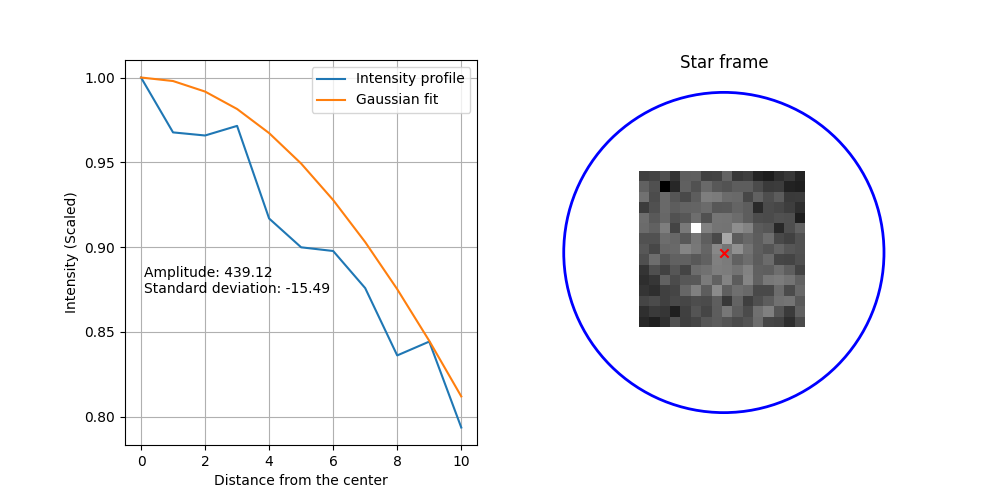 Star frame
1.00
0.95
0.90
0.85
0.80
Intensity (Scaled)
Intensity profile
Gaussian fit
Amplitude: 439.12
Standard deviation: -15.49
0 2 4 6 8 10
Distance from the center